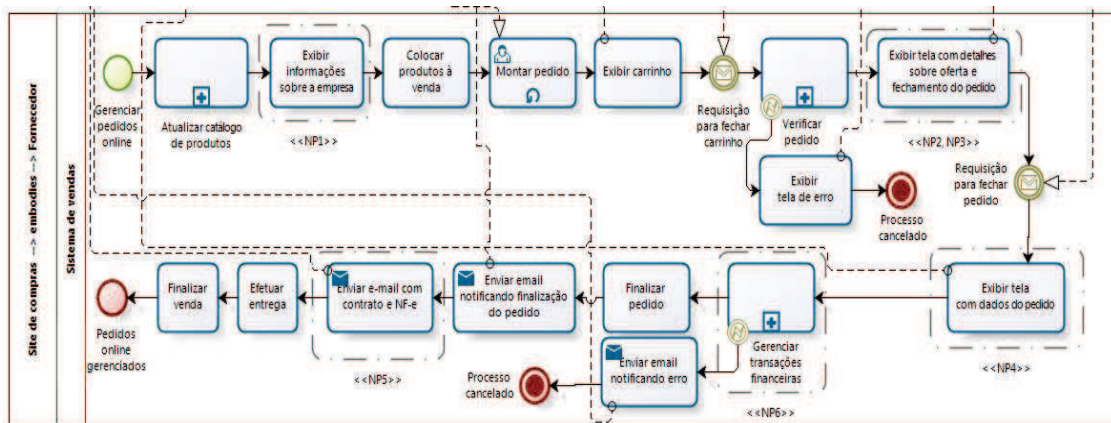 Site de compras --> embodies--> Fornecedor
Sistema de vendas
Gerenciar
pedidos
online
Atualizar catálogo
de produtos
Exibir
informações
sobre a empresa
<<NP1>>
Colocar
produtos à
venda
Montar pedido
Exibir carrinho
Requisição
para fechar
carrinho
Verificar
pedido
Exibir tela com detalhes
sobre oferta e
fechamento do pedido
<<NP2, NP3>>
Exibir
tela de erro
Processo
cancelado
Requisição
para fechar
pedido
Exibir tela
com dados do pedido
<<NP4>>
Gerenciar
transações
financeiras
<<NP6>>
Enviar email
notificando erro
Processo
cancelado
Finalizar
pedido
Enviar email
notificando finalização
do pedido
Enviar e-mail com
contrato e NF-e
<<NP5>>
Efetuar
entrega
Finalizar
venda
Pedidos
online
gerenciados